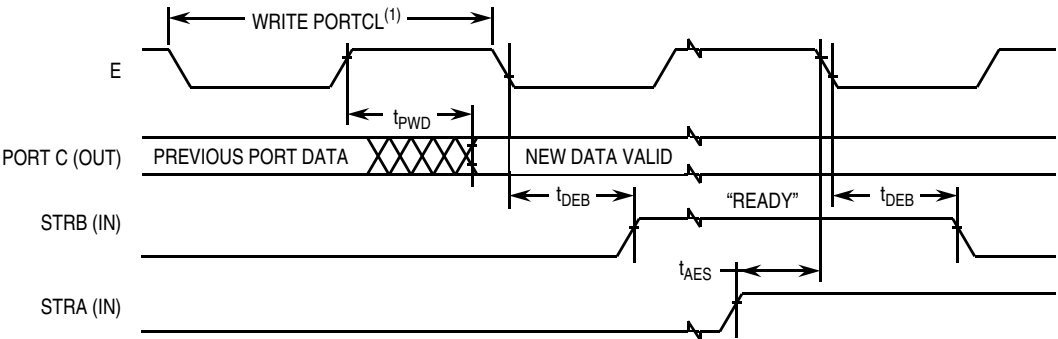 WRITE PORTCL(1)
E
tPWD
PORT C (OUT)
PREVIOUS PORT DATA
NEW DATA VALID
tDEB
"READY"
tDEB
STRB (IN)
tAES
STRA (IN)